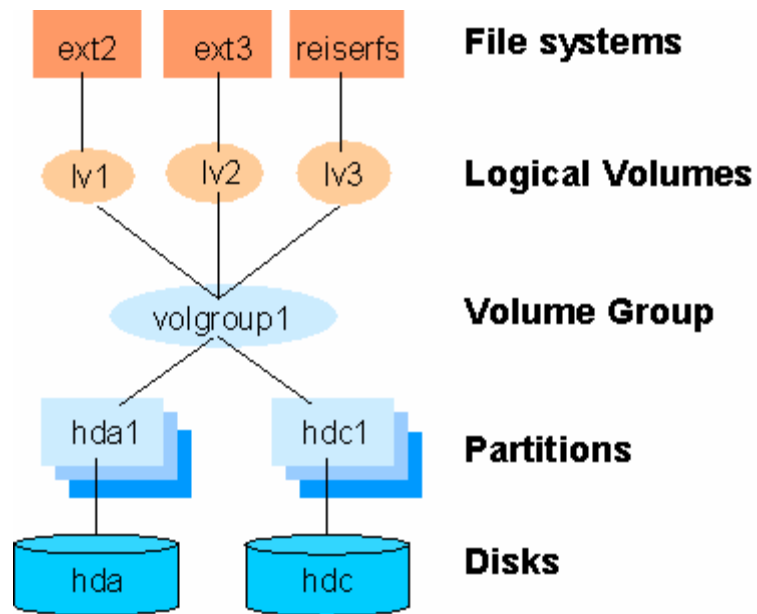 ext2 ext3 reiserfs File systems
lv1 lv2 lv3 Logical Volumes
volgroup1 Volume Group
hda1 hdc1 Partitions
hda hdc Disks